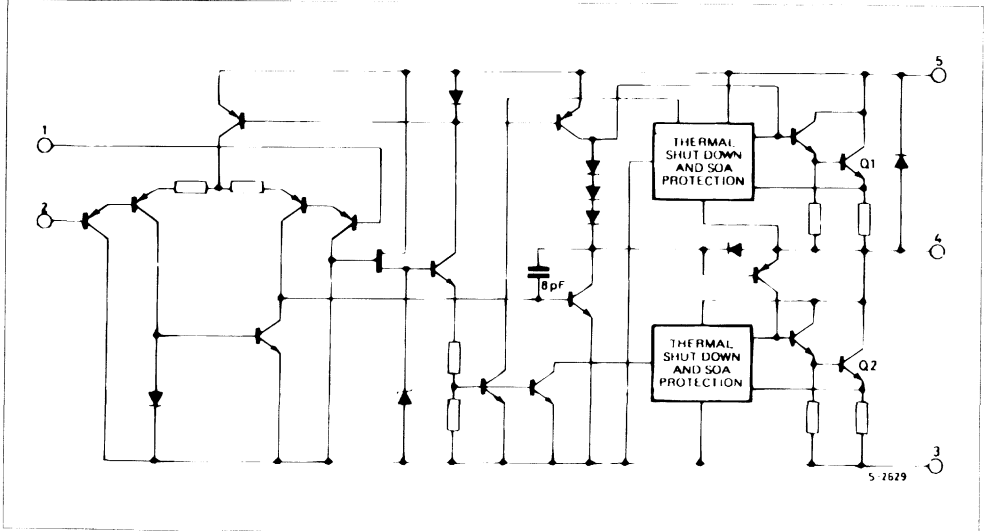 5
1
THERMAL
SHUT DOWN
AND SOA
PROTECTION
Q1
2
4
8pF
THERMAL
SHUT DOWN
AND SOA
PROTECTION
Q2
3
S-2629